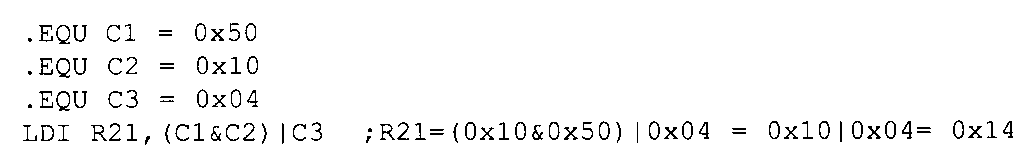 .EQU C1 = 0x50
.EQU C2 = 0x10
.EQU C3 = 0x04
LDI R21,(C1&C2)|C3 ;R21=(0x10&0x50)|0x04 = 0x10|0x04= 0x14